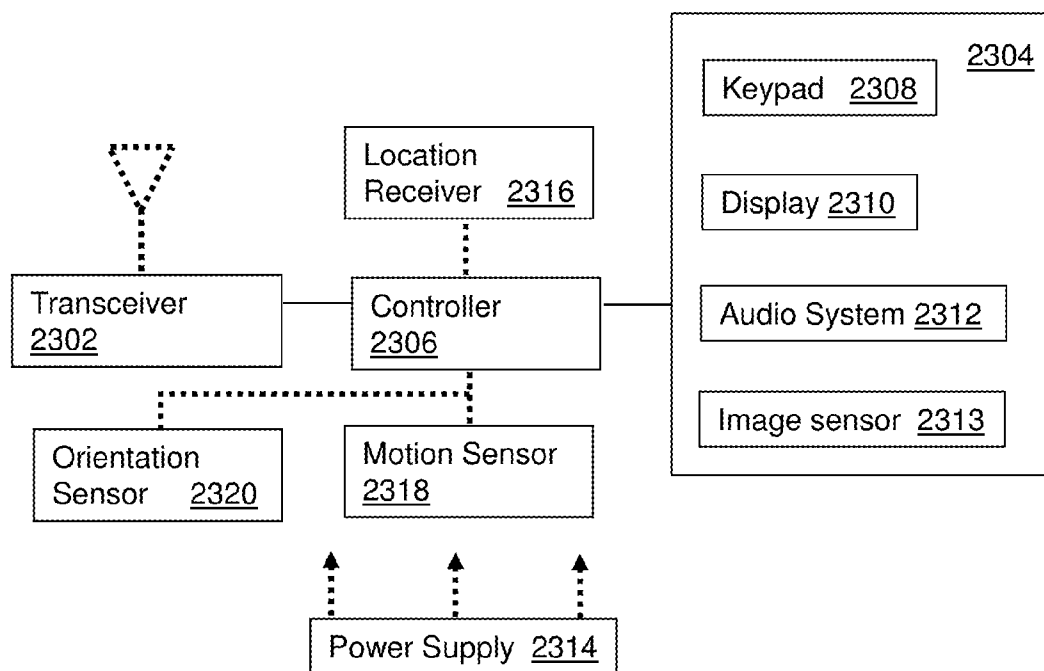 2304
Keypad 2308
Location
Receiver 2316
Display 2310
Transceiver
2302
Controller
2306
Audio System 2312
Image sensor 2313
Orientation
Sensor 2320
Motion Sensor
2318
Power Supply 2314